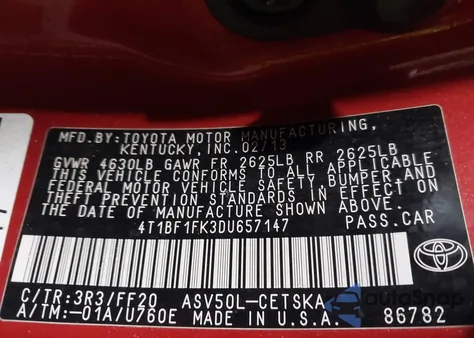 MFD.BY:TOYOTA MOTOR MANUFACTURING,
KENTUCKY, INC.02/13
GVWR 4630LB GAWR FR 2625LB RR 2625LB
THIS VEHICLE CONFORMS TO ALL APPLICABLE
FEDERAL MOTOR VEHICLE SAFETY, BUMPER, AND
THEFT PREVENTION STANDARDS IN EFFECT ON
THE DATE OF MANUFACTURE SHOWN ABOVE.
4T1BF1FK3DU657147 PASS.CAR
TOYOTA
C/TR:3R3/FF20 ASV50L-CETSKA
A/TM:-01A/U760E MADE IN U.S.A. 86782
autoSnap